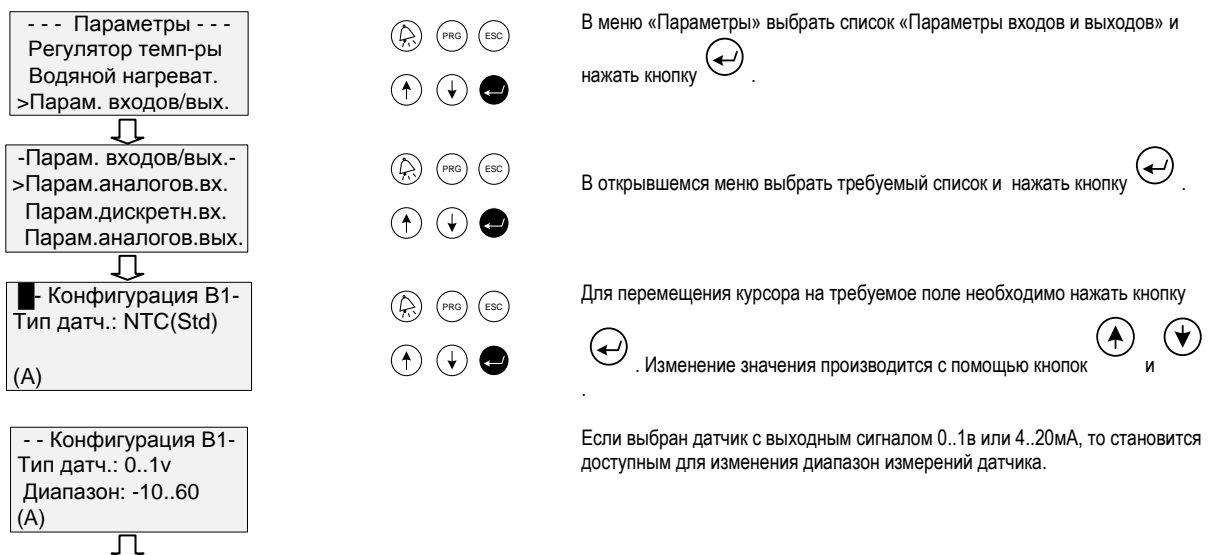 - - - Параметры - - -
Регулятор темп-ры
Водяной нагреват.
>Парам. входов/вых.
PRG ESC
В меню «Параметры» выбрать список «Параметры входов и выходов» и
нажать кнопку .
-Парам. входов/вых.-
>Парам.аналогов.вх.
Парам.дискретн.вх.
Парам.аналогов.вых.
PRG ESC
В открывшемся меню выбрать требуемый список и нажать кнопку .
- Конфигурация B1-
Тип датч.: NTC(Std)
(A)
PRG ESC
Для перемещения курсора на требуемое поле необходимо нажать кнопку
. Изменение значения производится с помощью кнопок и
.
- - Конфигурация B1-
Тип датч.: 0..1v
Диапазон: -10..60
(A)
Если выбран датчик с выходным сигналом 0..1в или 4..20мА, то становится
доступным для изменения диапазон измерений датчика.